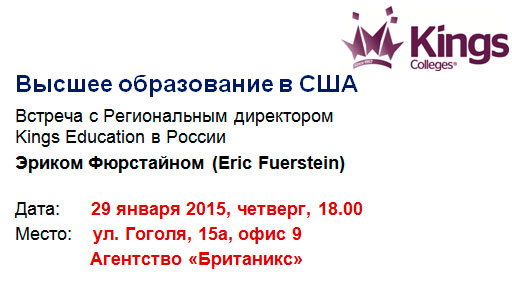 Kings
Colleges®
Высшее образование в США
Встреча с Региональным директором
Kings Education в России
Эриком Фюрстайном (Eric Fuerstein)
Дата: 29 января 2015, четверг, 18.00
Место: ул. Гоголя, 15а, офис 9
Агентство «Британикс»